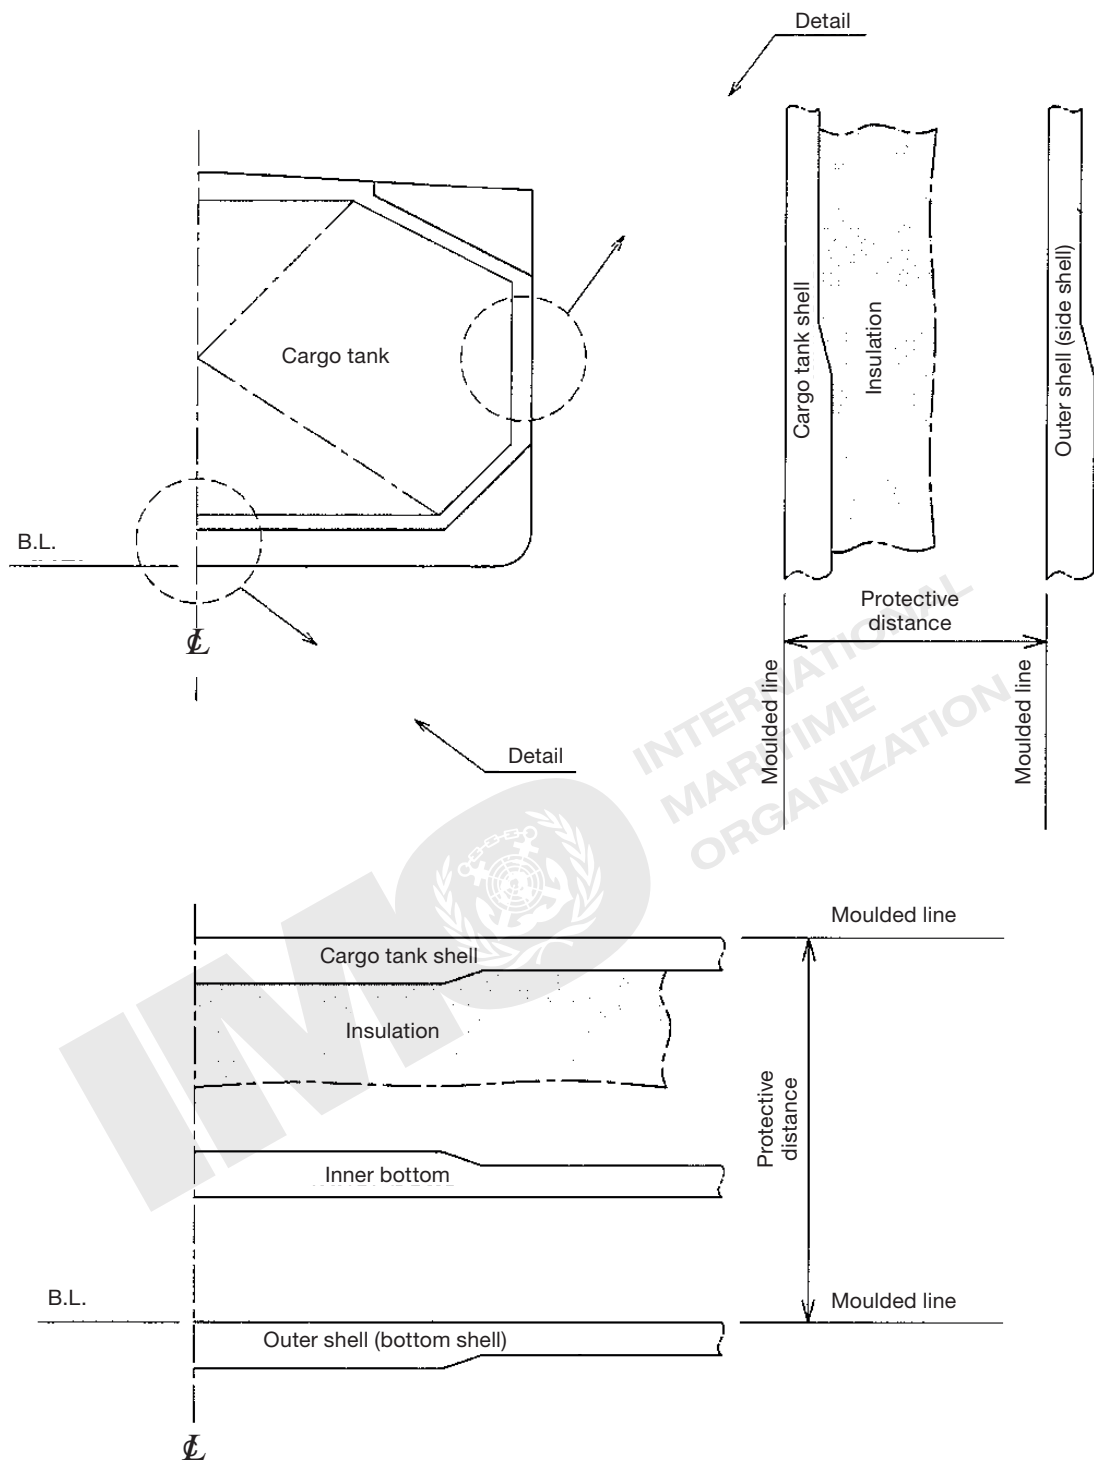 Detail
Cargo tank
B.L.
℄
Cargo tank shell
Insulation
Outer shell (side shell)
Protective
distance
Moulded line
Moulded line
Detail
INTERNATIONAL
MARITIME
ORGANIZATION
IMO
Moulded line
Cargo tank shell
Insulation
Protective
distance
Inner bottom
B.L.
Moulded line
Outer shell (bottom shell)
℄